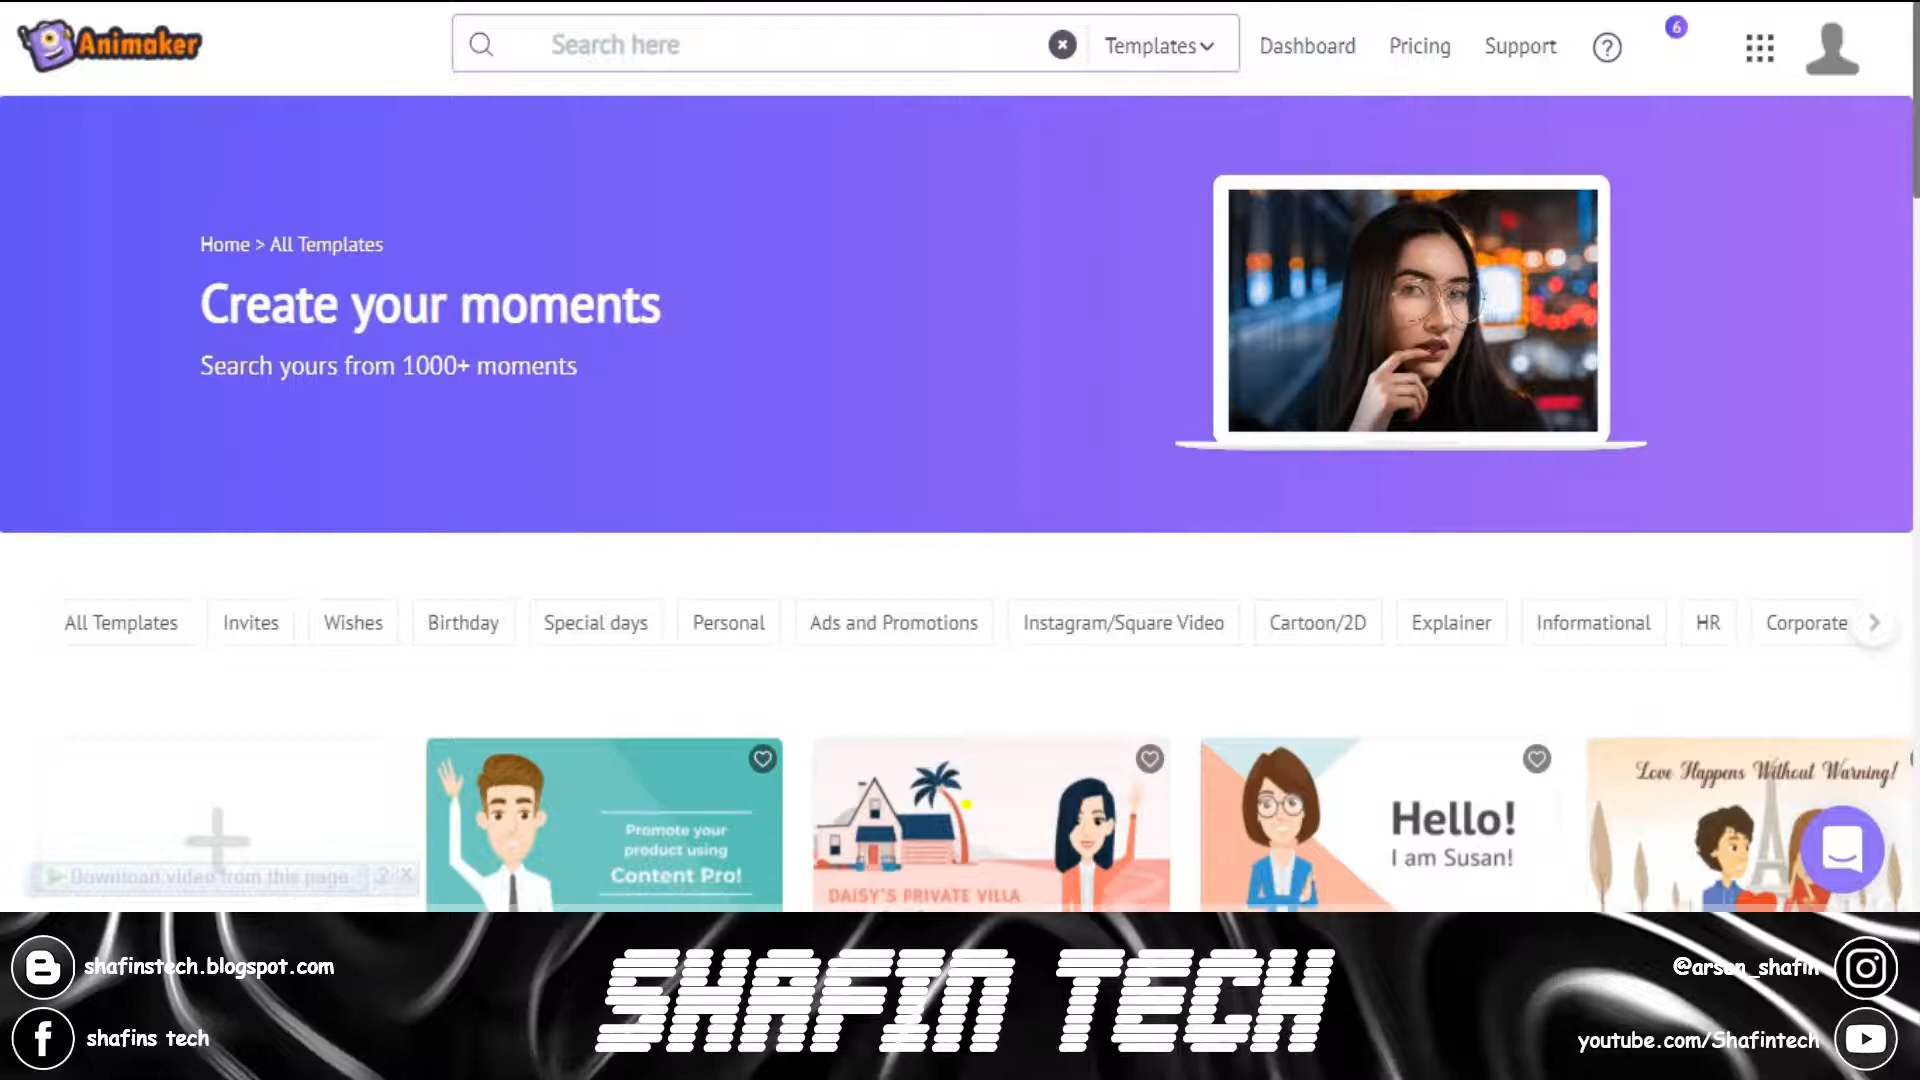 Animaker
Search here
Templates
Dashboard
Pricing
Support
?
6
Home > All Templates
Create your moments
Search yours from 1000+ moments
All Templates
Invites
Wishes
Birthday
Special days
Personal
Ads and Promotions
Instagram/Square Video
Cartoon/2D
Explainer
Informational
HR
Corporate
Promote your
product using
Content Pro!
DAISY'S PRIVATE VILLA
Hello!
I am Susan!
Love Happens Without Warning!
Download video from this page
? X
SHAFIN TECH
shafinstech.blogspot.com
shafins tech
@arsen_shafin
youtube.com/Shafintech